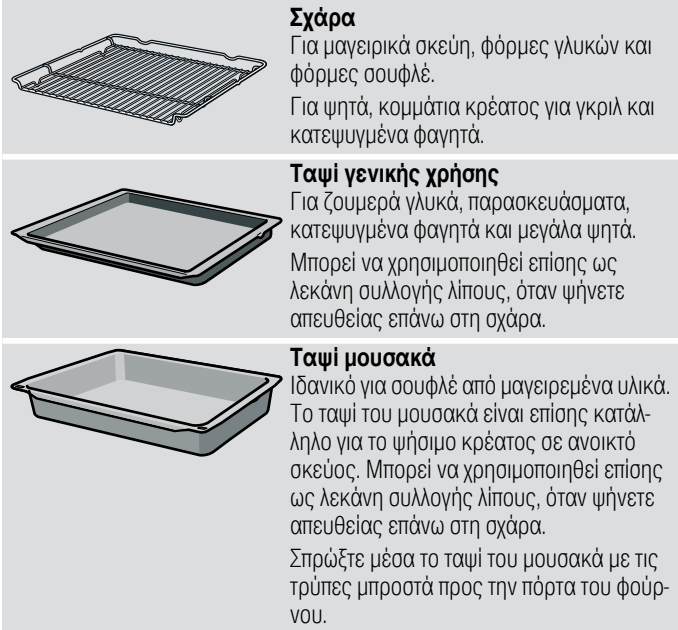 Σχάρα
Για μαγειρικά σκεύη, φόρμες γλυκών και
φόρμες σουφλέ.
Για ψητά, κομμάτια κρέατος για γκριλ και
κατεψυγμένα φαγητά.
Ταψί γενικής χρήσης
Για ζουμερά γλυκά, παρασκευάσματα,
κατεψυγμένα φαγητά και μεγάλα ψητά.
Μπορεί να χρησιμοποιηθεί επίσης ως
λεκάνη συλλογής λίπους, όταν ψήνετε
απευθείας επάνω στη σχάρα.
Ταψί μουσακά
Ιδανικό για σουφλέ από μαγειρεμένα υλικά.
Το ταψί του μουσακά είναι επίσης κατάλ-
ληλο για το ψήσιμο κρέατος σε ανοικτό
σκεύος. Μπορεί να χρησιμοποιηθεί επίσης
ως λεκάνη συλλογής λίπους, όταν ψήνετε
απευθείας επάνω στη σχάρα.
Σπρώξτε μέσα το ταψί του μουσακά με τις
τρύπες μπροστά προς την πόρτα του φούρ-
νου.